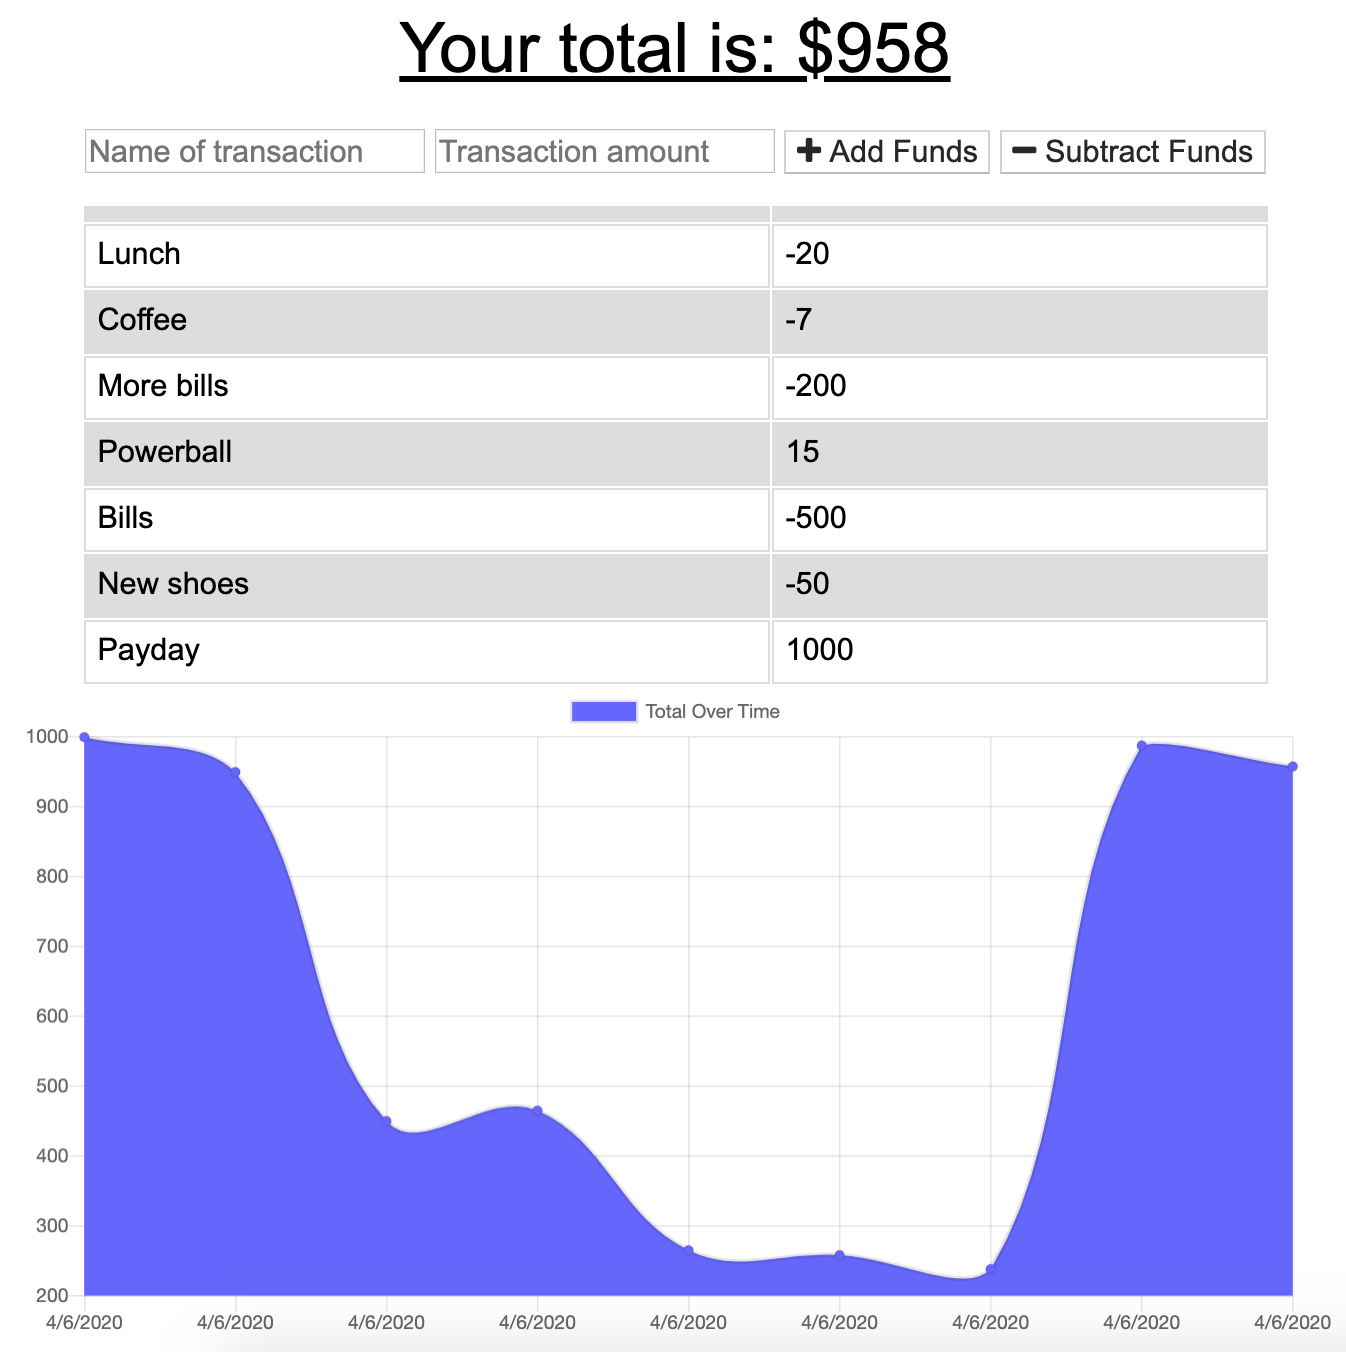 Your total is: $958
Name of transaction Transaction amount + Add Funds − Subtract Funds
Lunch -20
Coffee -7
More bills -200
Powerball 15
Bills -500
New shoes -50
Payday 1000
Total Over Time
1000
900
800
700
600
500
400
300
200
4/6/2020 4/6/2020 4/6/2020 4/6/2020 4/6/2020 4/6/2020 4/6/2020 4/6/2020 4/6/2020